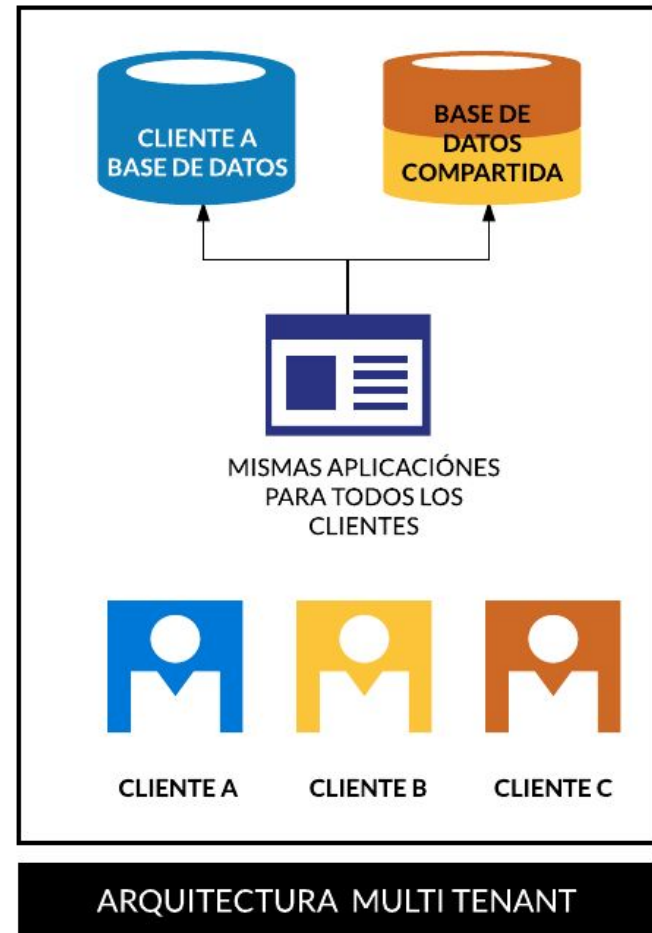 CLIENTE A
BASE DE DATOS
BASE DE
DATOS
COMPARTIDA
MISMAS APLICACIÓNES
PARA TODOS LOS
CLIENTES
CLIENTE A
CLIENTE B
CLIENTE C
ARQUITECTURA MULTI TENANT